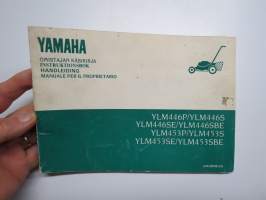 YAMAHA
OMISTAJAN KÄSIKIRJA
INSTRUKTIONSBOK
HANDLEIDING
MANUALE PER IL PROPRIETARIO
YLM446P/YLM446S
YLM446SE/YLM446SBE
YLM453P/YLM453S
YLM453SE/YLM453SBE